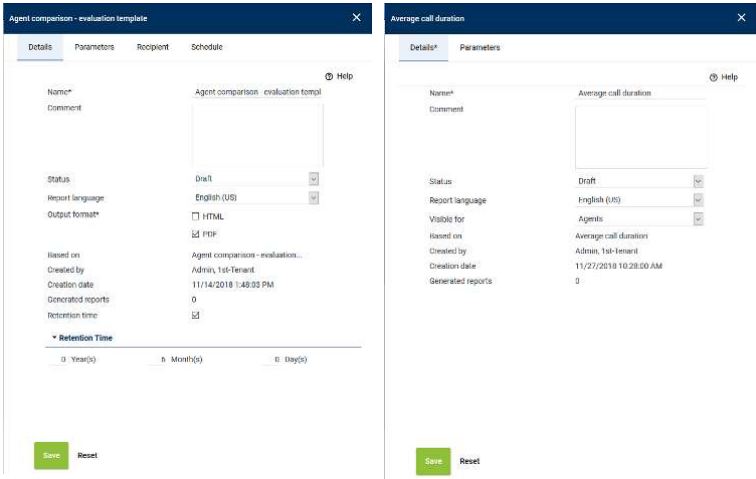 Agent comparison - evaluation template
Details Parameters Recipient Schedule
Help
Name* Agent comparison - evaluation templ
Comment
Status Draft
Report language English (US)
Output format* HTML
PDF
Based on Agent comparison - evaluation...
Created by Admin, 1st-Tenant
Creation date 11/14/2018 1:48:03 PM
Generated reports 0
Retention time
Retention Time
0 Year(s) 6 Month(s) 0 Day(s)
Save Reset
Average call duration
Details* Parameters
Help
Name* Average call duration
Comment
Status Draft
Report language English (US)
Visible for Agents
Based on Average call duration
Created by Admin, 1st-Tenant
Creation date 11/27/2018 10:28:00 AM
Generated reports 0
Save Reset